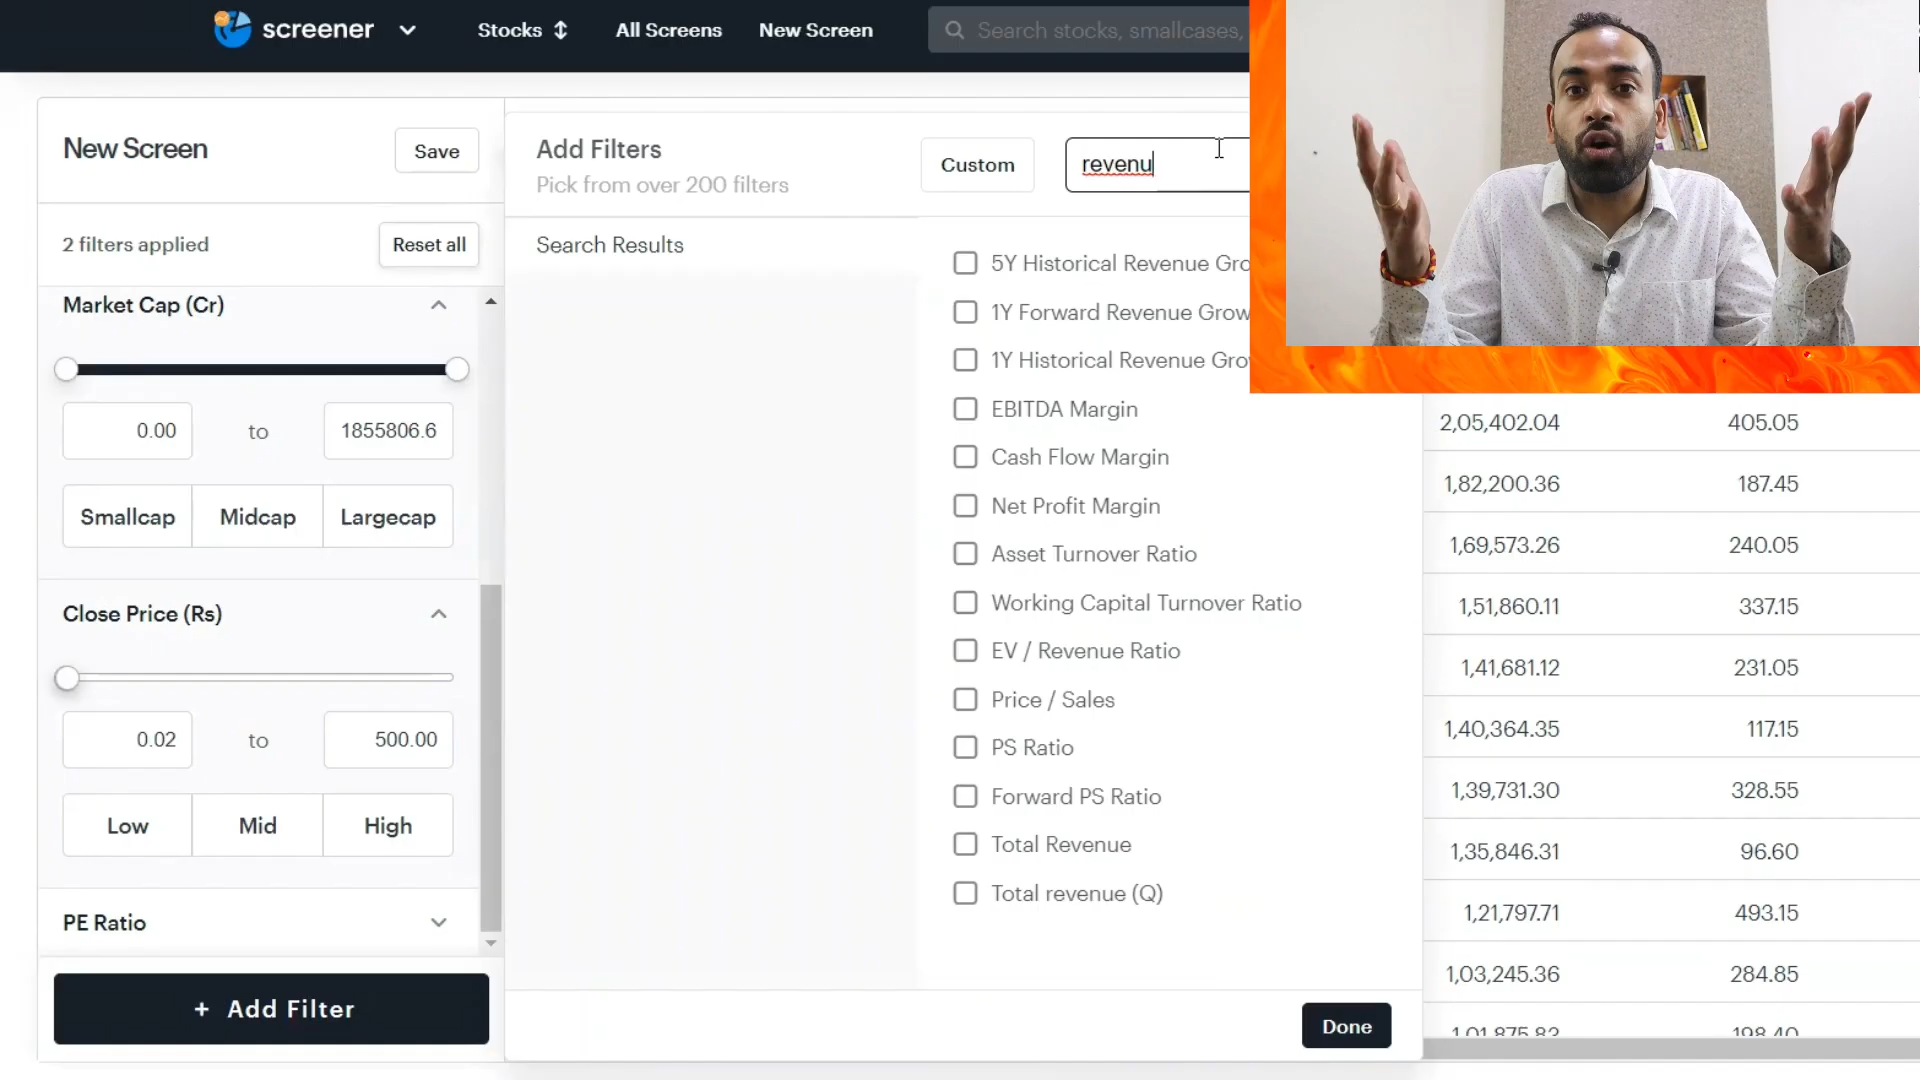 screener
Stocks
All Screens
New Screen
Search stocks, smallcases,
New Screen
Save
2 filters applied
Reset all
Market Cap (Cr)
0.00 to 1855806.6
Smallcap Midcap Largecap
Close Price (Rs)
0.02 to 500.00
Low Mid High
PE Ratio
+ Add Filter
Add Filters
Pick from over 200 filters
Custom
revenu
Search Results
5Y Historical Revenue Gro
1Y Forward Revenue Grow
1Y Historical Revenue Gro
EBITDA Margin
Cash Flow Margin
Net Profit Margin
Asset Turnover Ratio
Working Capital Turnover Ratio
EV / Revenue Ratio
Price / Sales
PS Ratio
Forward PS Ratio
Total Revenue
Total revenue (Q)
Done
2,05,402.04 405.05
1,82,200.36 187.45
1,69,573.26 240.05
1,51,860.11 337.15
1,41,681.12 231.05
1,40,364.35 117.15
1,39,731.30 328.55
1,35,846.31 96.60
1,21,797.71 493.15
1,03,245.36 284.85
1,01,875.82 198.40